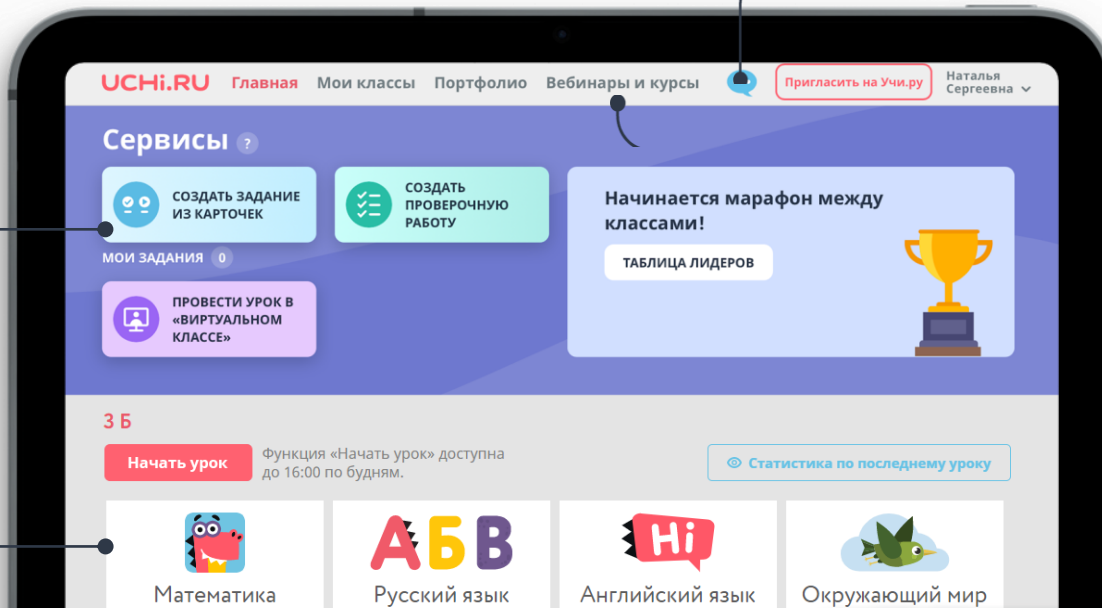 UCHi.RU Главная Мои классы Портфолио Вебинары и курсы Пригласить на Учи.ру Наталья
Сергеевна
Сервисы ?
СОЗДАТЬ ЗАДАНИЕ
ИЗ КАРТОЧЕК
СОЗДАТЬ
ПРОВЕРОЧНУЮ
РАБОТУ
Начинается марафон между
классами!
ТАБЛИЦА ЛИДЕРОВ
МОИ ЗАДАНИЯ 0
ПРОВЕСТИ УРОК В
«ВИРТУАЛЬНОМ
КЛАССЕ»
3 Б
Начать урок
Функция «Начать урок» доступна
до 16:00 по будням.
Статистика по последнему уроку
АБВ
Hi
Математика
Русский язык
Английский язык
Окружающий мир